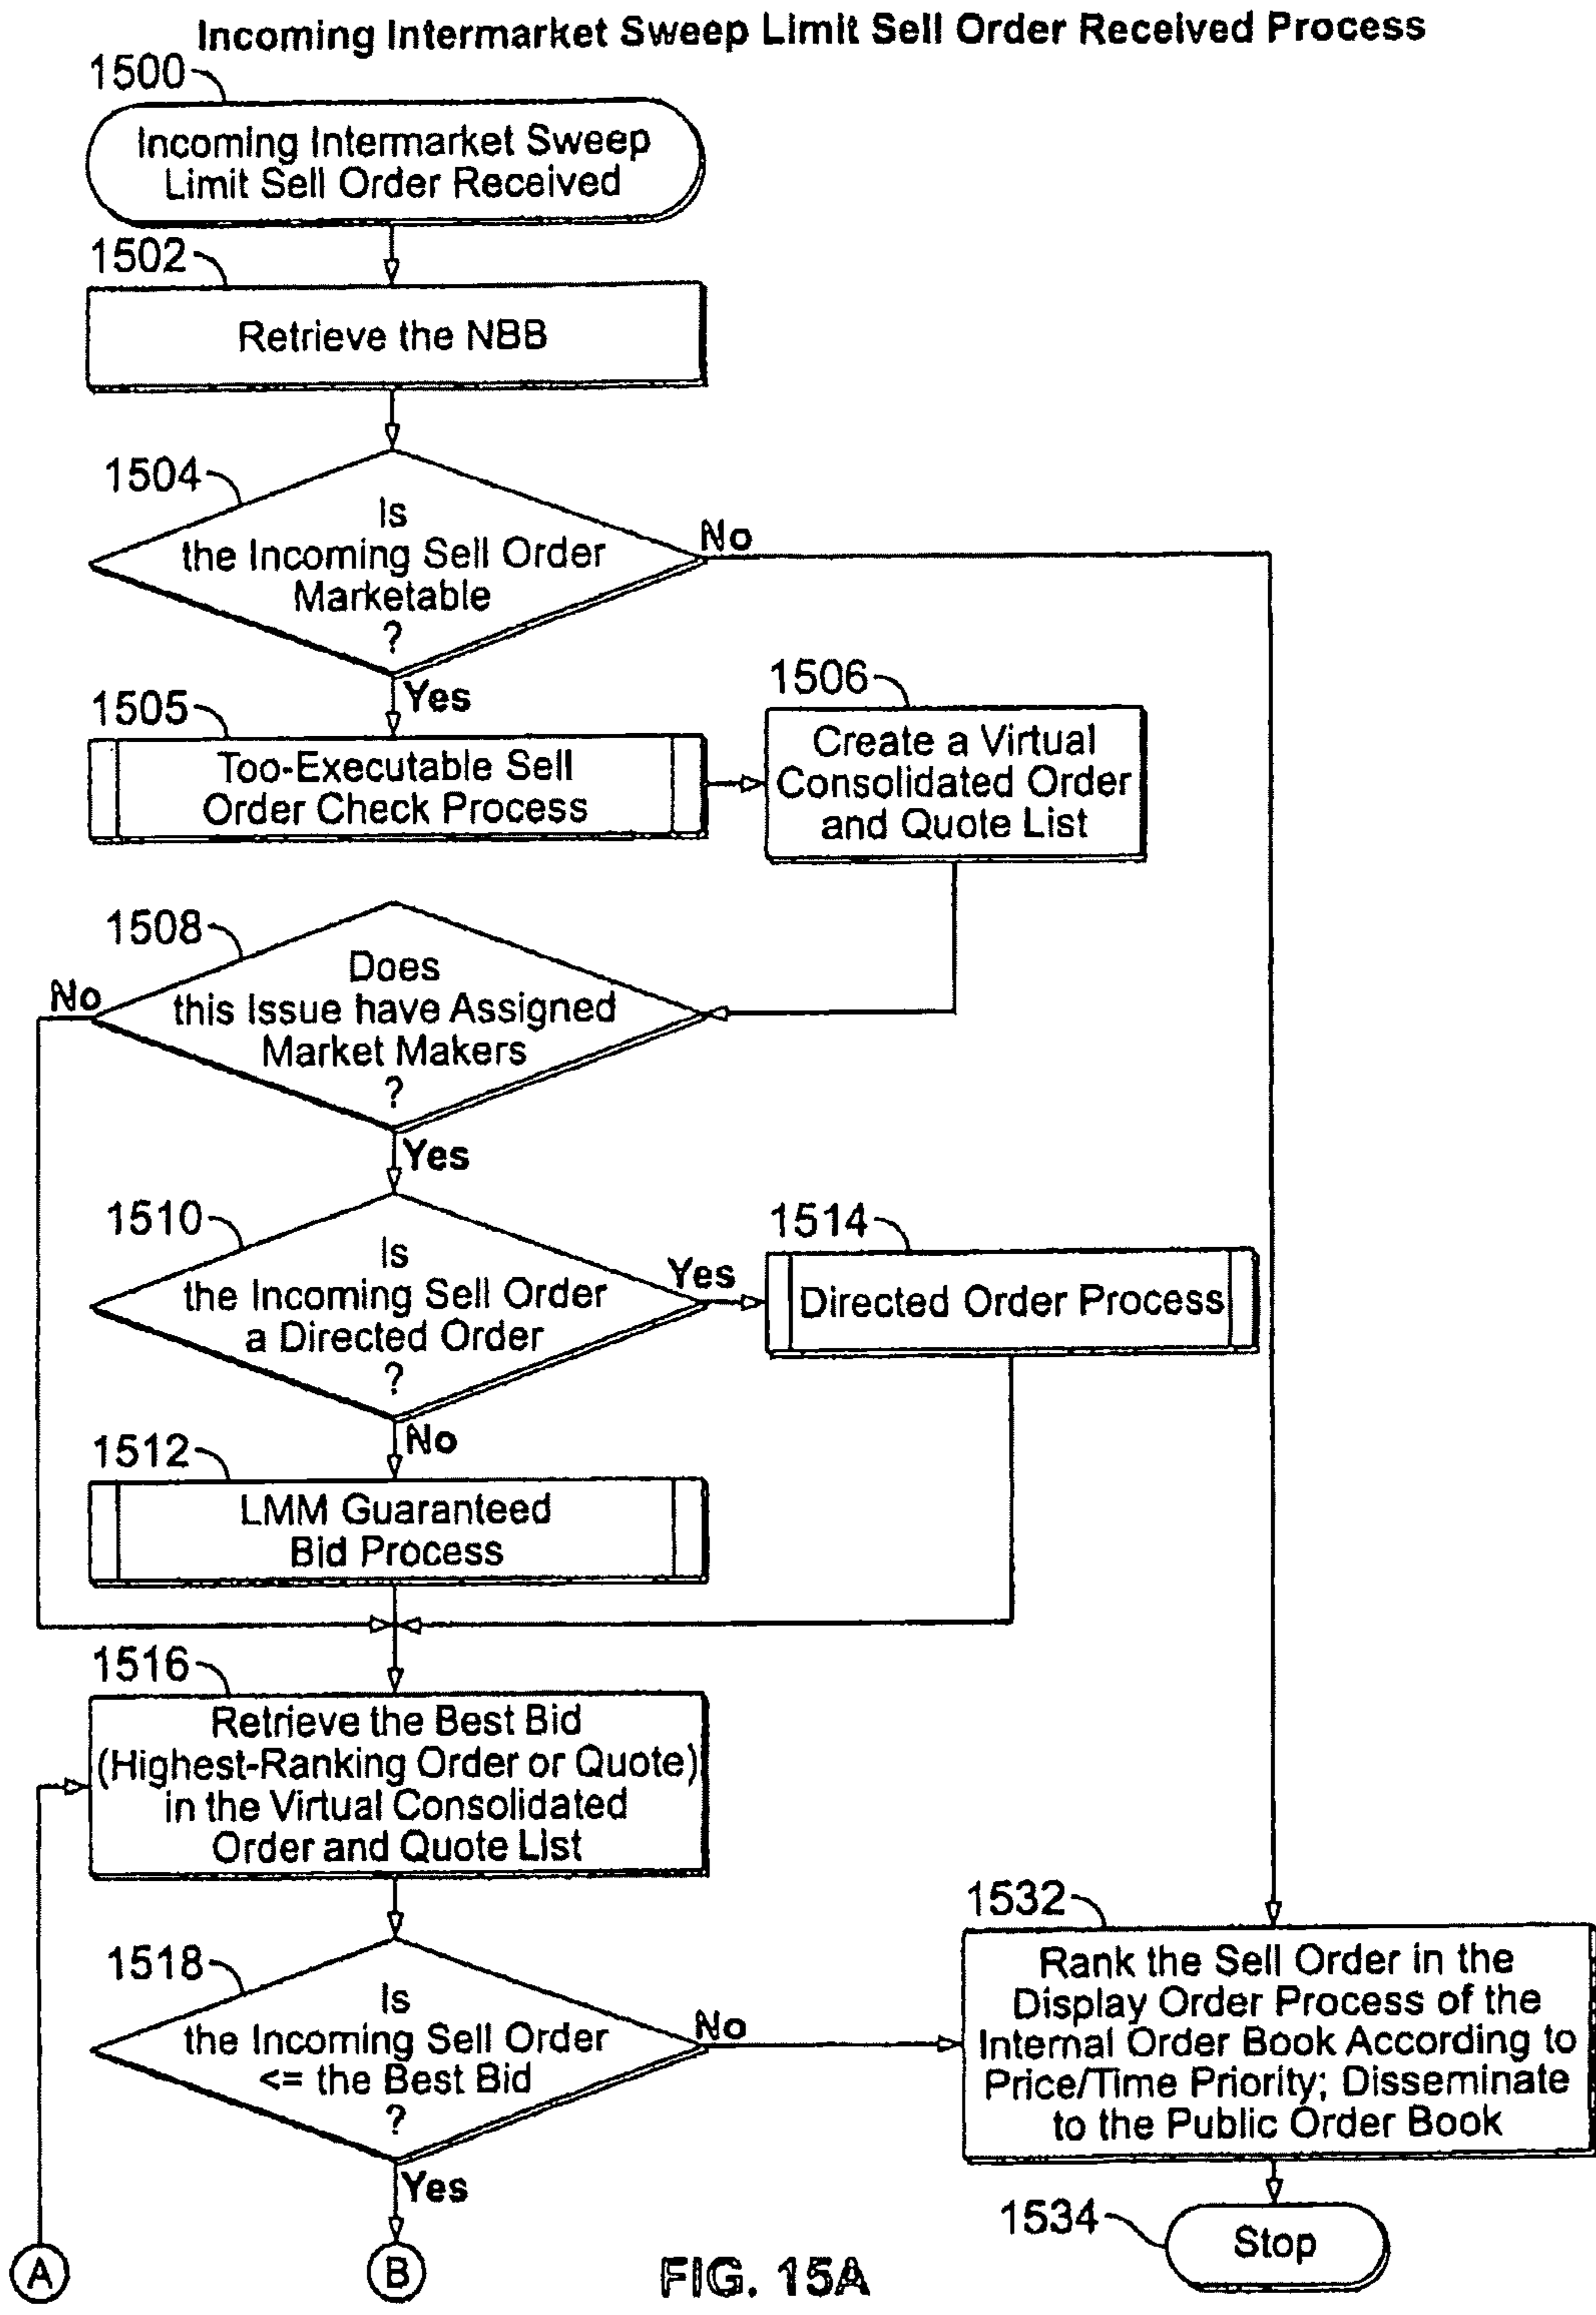 Incoming Intermarket Sweep Limit Sell Order Received Process
1500
Incoming Intermarket Sweep
Limit Sell Order Received
1502
Retrieve the NBB
1504
Is
the Incoming Sell Order
Marketable
?
No
Yes
1505
Too-Executable Sell
Order Check Process
1506
Create a Virtual
Consolidated Order
and Quote List
1508
Does
this Issue have Assigned
Market Makers
?
No
Yes
1510
Is
the Incoming Sell Order
a Directed Order
?
Yes
1514
Directed Order Process
No
1512
LMM Guaranteed
Bid Process
1516
Retrieve the Best Bid
(Highest-Ranking Order or Quote)
in the Virtual Consolidated
Order and Quote List
1518
Is
the Incoming Sell Order
<= the Best Bid
?
No
1532
Rank the Sell Order in the
Display Order Process of the
Internal Order Book According to
Price/Time Priority; Disseminate
to the Public Order Book
Yes
1534
Stop
A
B
FIG. 15A